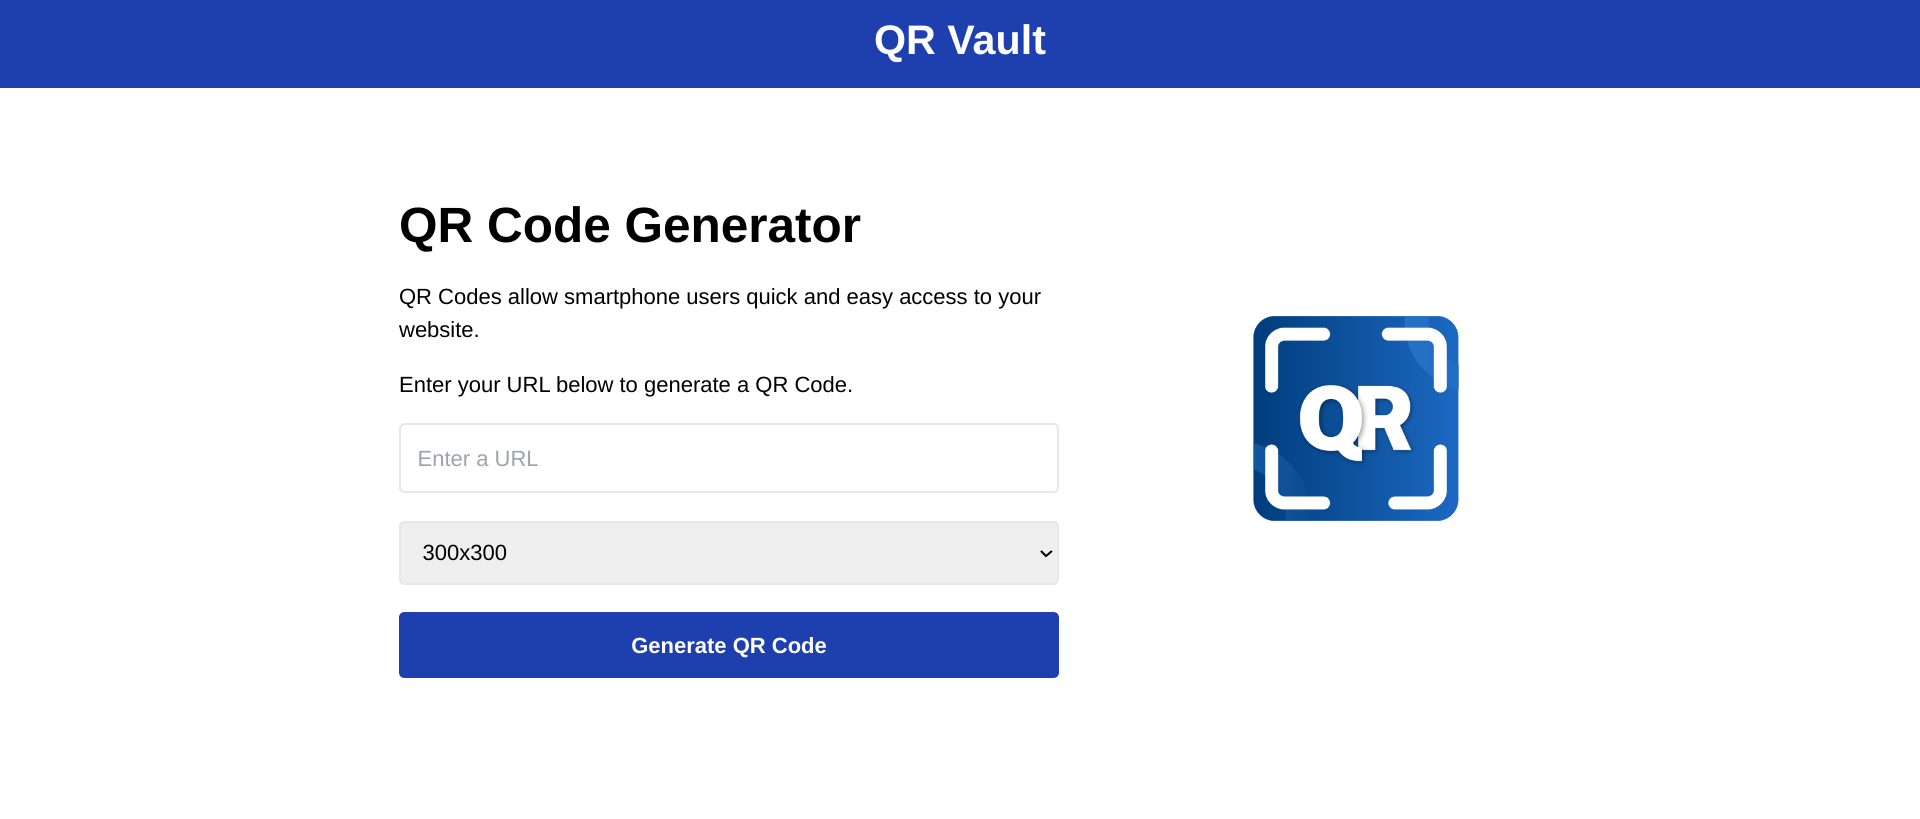 QR Vault
QR Code Generator
QR Codes allow smartphone users quick and easy access to your
website.
Enter your URL below to generate a QR Code.
Enter a URL
300x300
Generate QR Code
QR